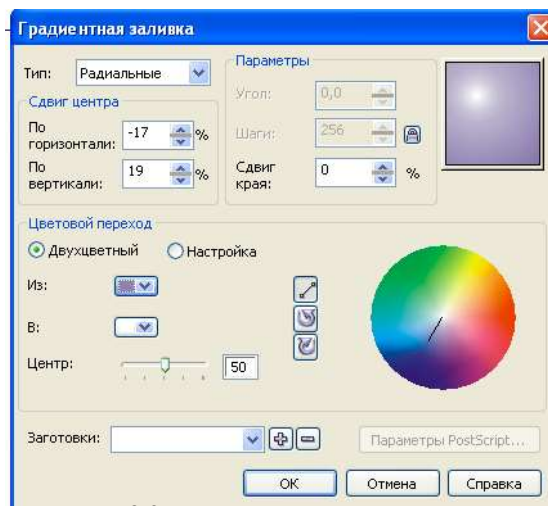 Градиентная заливка
Тип: Радиальные
Сдвиг центра
По горизонтали: -17 %
По вертикали: 19 %
Параметры
Угол: 0,0
Шаги: 256
Сдвиг края: 0 %
Цветовой переход
Двухцветный Настройка
Из:
В:
Центр: 50
Заготовки: Параметры PostScript...
ОК Отмена Справка